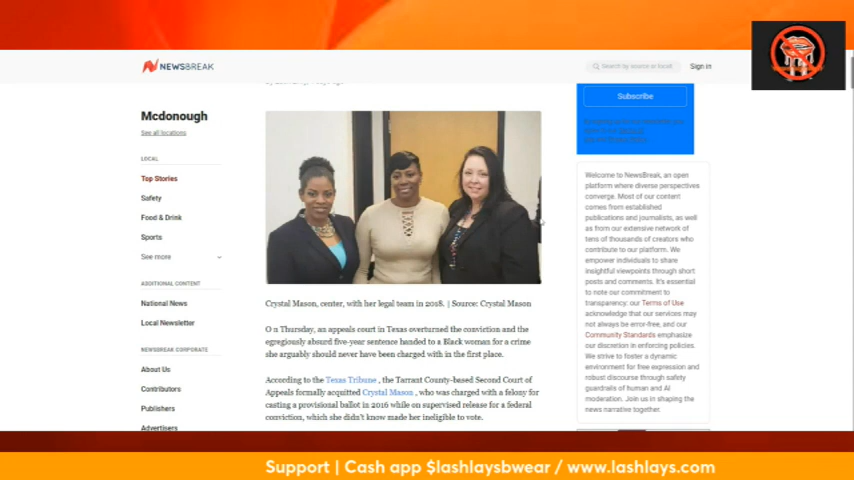 NEWSBREAK
Search by source or locat
Sign in
Mcdonough
See all locations
LOCAL
Top Stories
Safety
Food & Drink
Sports
See more
ADDITIONAL CONTENT
National News
Local Newsletter
NEWSBREAK CORPORATE
About Us
Contributors
Publishers
Advertisers
Crystal Mason, center, with her legal team in 2018. | Source: Crystal Mason
O n Thursday, an appeals court in Texas overturned the conviction and the
egregiously absurd five-year sentence handed to a Black woman for a crime
she arguably should never have been charged with in the first place.
According to the Texas Tribune , the Tarrant County-based Second Court of
Appeals formally acquitted Crystal Mason , who was charged with a felony for
casting a provisional ballot in 2016 while on supervised release for a federal
conviction, which she didn't know made her ineligible to vote.
Subscribe
Welcome to NewsBreak, an open
platform where diverse perspectives
converge. Most of our content
comes from established
publications and journalists, as well
as from our extensive network of
tens of thousands of creators who
contribute to our platform. We
empower individuals to share
insightful viewpoints through short
posts and comments. It's essential
to note our commitment to
transparency: our Terms of Use
acknowledge that our services may
not always be error-free, and our
Community Standards emphasize
our discretion in enforcing policies.
We strive to foster a dynamic
environment for free expression and
robust discourse through safety
guardrails of human and AI
moderation. Join us in shaping the
news narrative together.
Support | Cash app $lashlaysbwear / www.lashlays.com